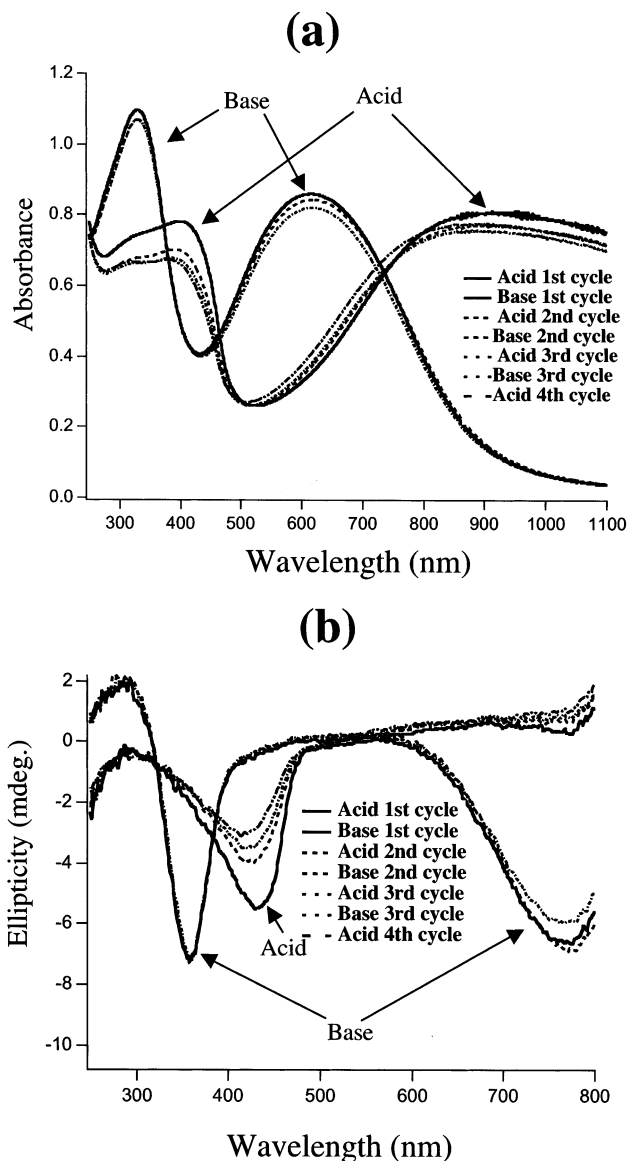 (a)
1.2
1.0
0.8
0.6
0.4
0.2
0.0
Absorbance
Base
Acid
Acid 1st cycle
Base 1st cycle
Acid 2nd cycle
Base 2nd cycle
Acid 3rd cycle
Base 3rd cycle
Acid 4th cycle
300 400 500 600 700 800 900 1000 1100
Wavelength (nm)
(b)
2
0
-2
-4
-6
-8
-10
Ellipticity (mdeg.)
Acid 1st cycle
Base 1st cycle
Acid 2nd cycle
Base 2nd cycle
Acid 3rd cycle
Base 3rd cycle
Acid 4th cycle
Acid
Base
300 400 500 600 700 800
Wavelength (nm)